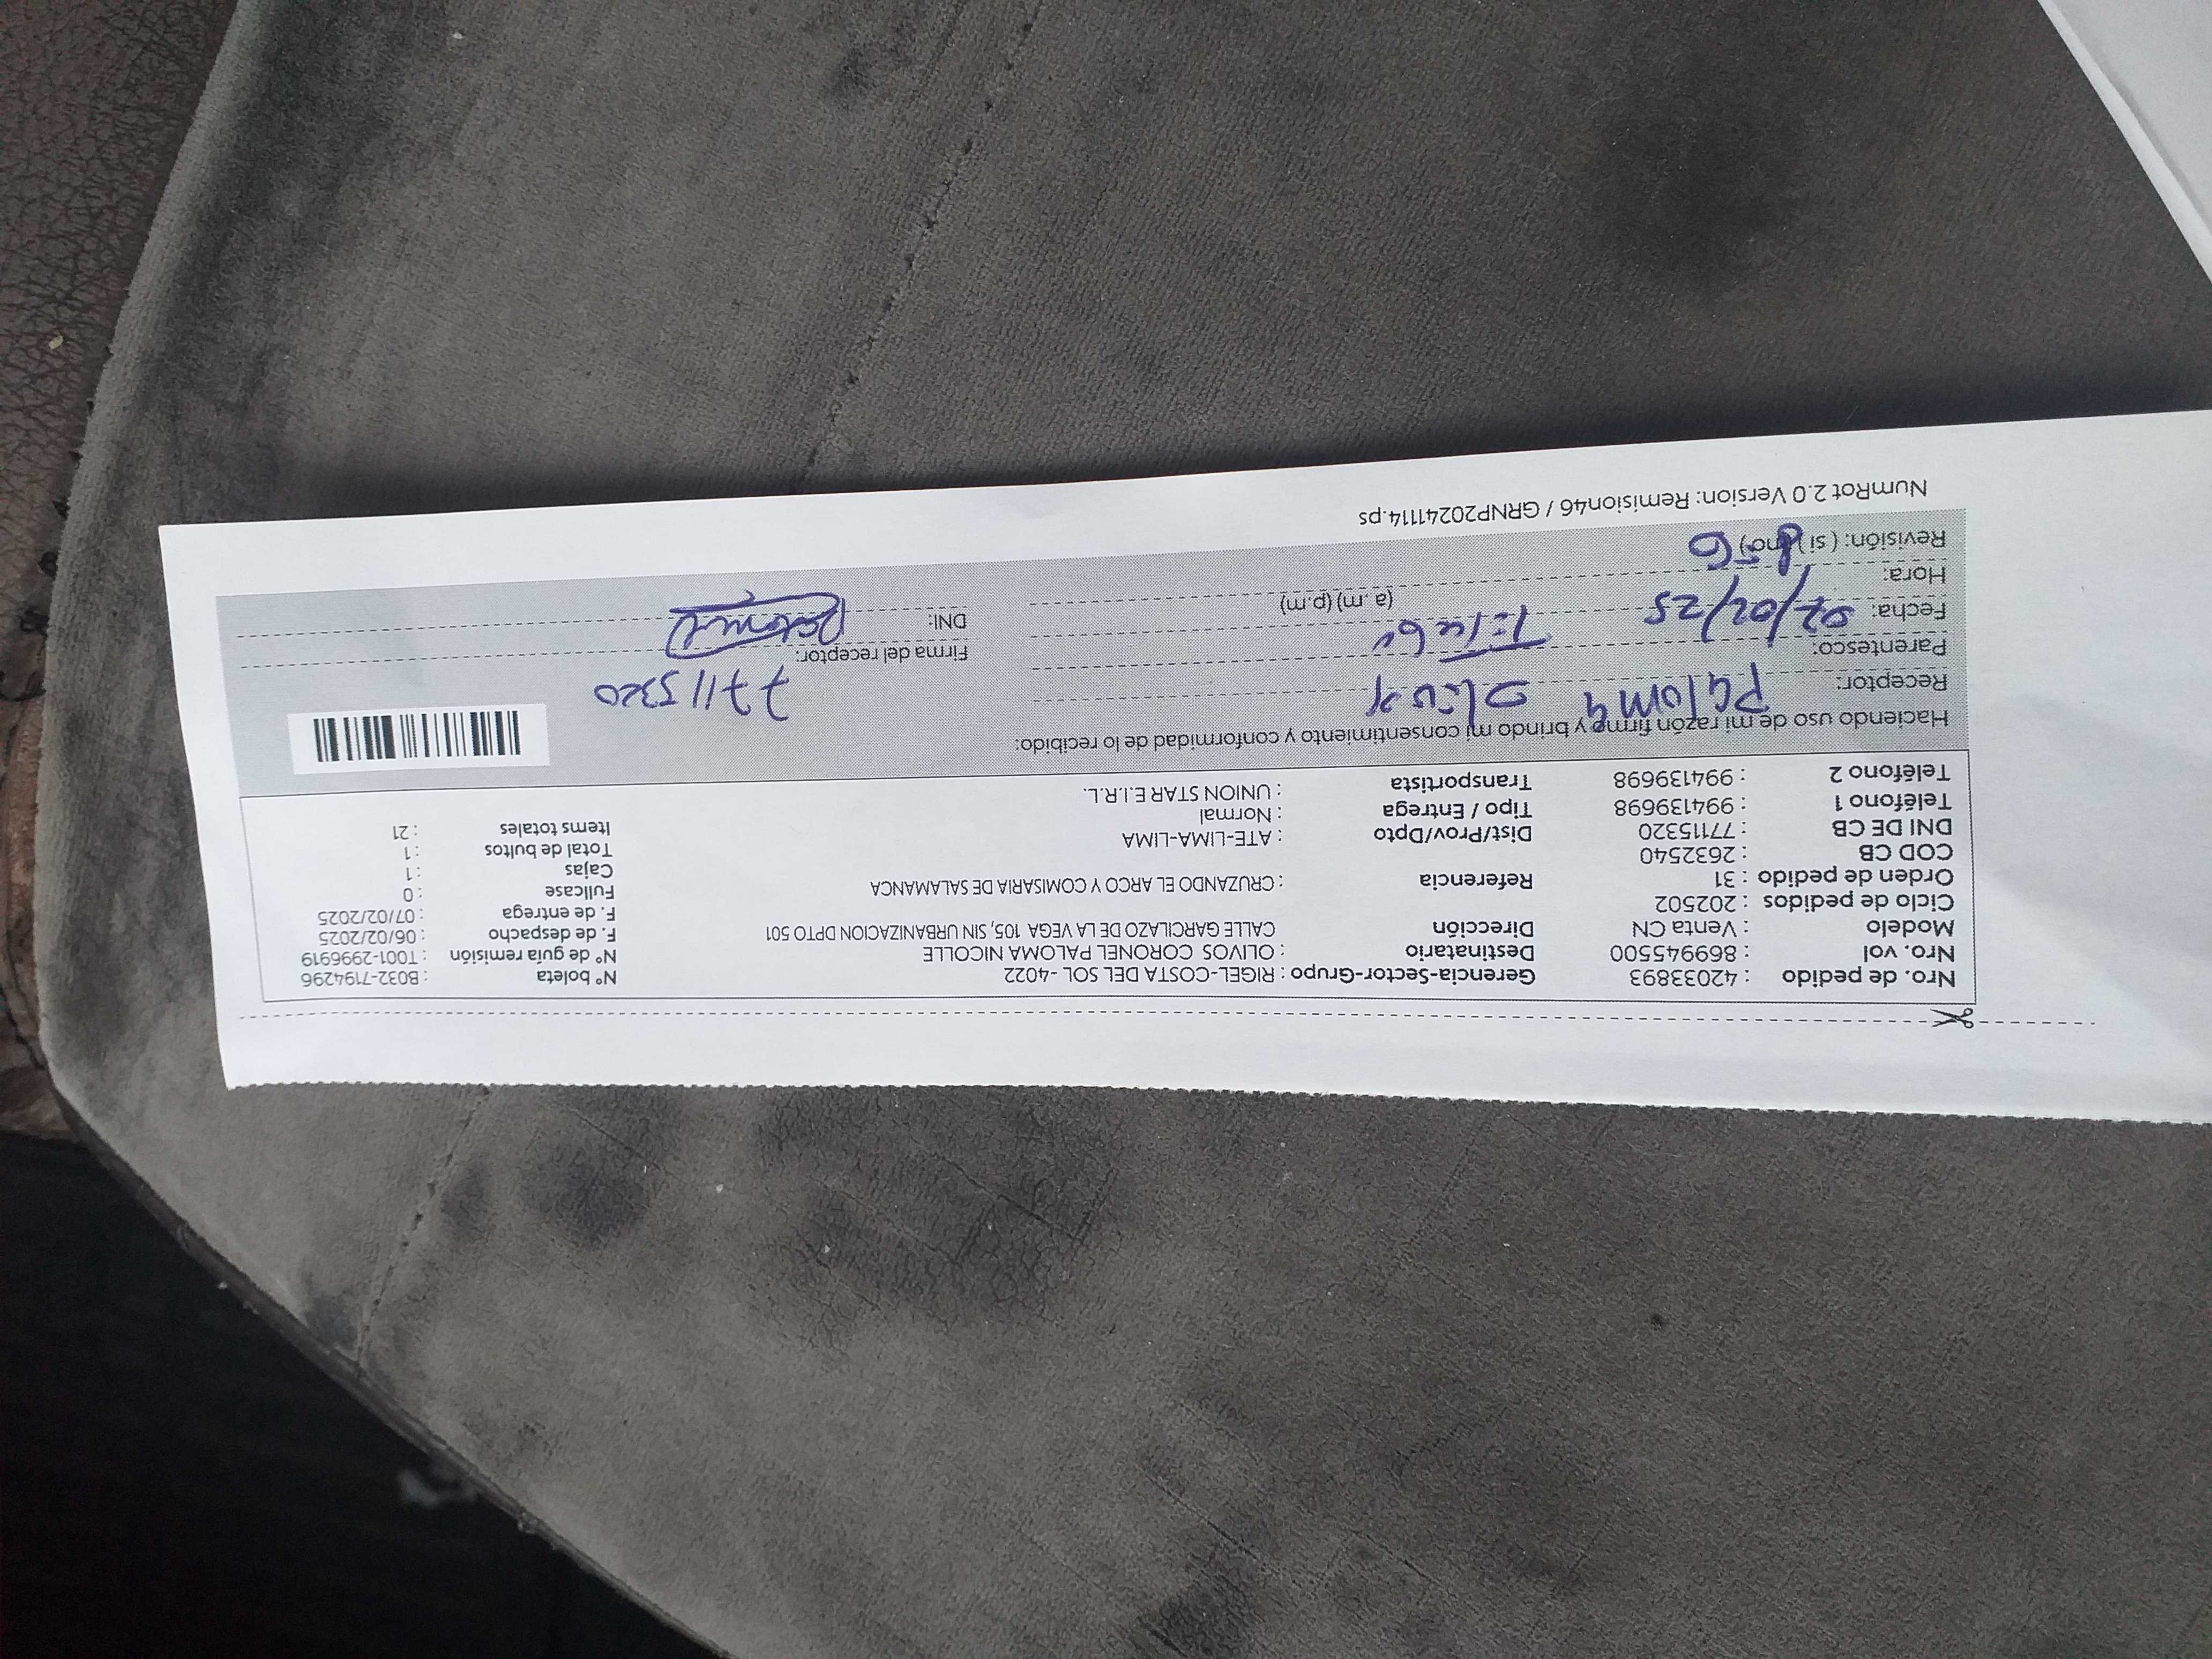 Nro. de pedido : 42033893 Gerencia-Sector-Grupo : RIGEL-COSTA DEL SOL -4022 N° boleta : B032-7194296
Nro. vol : 869945500 Destinatario : OLIVOS CORONEL PALOMA NICOLLE N° de guía remisión : T001-2996919
Modelo : Venta CN Dirección CALLE GARCILAZO DE LA VEGA 105, SIN URBANIZACION DPTO 501 F. de despacho : 06/02/2025
Ciclo de pedidos : 202502 F. de entrega : 07/02/2025
Orden de pedido : 31 Referencia : CRUZANDO EL ARCO Y COMISARIA DE SALAMANCA Fullcase : 0
COD CB : 2632540 Cajas : 1
DNI DE CB : 77115320 Dist/Prov/Dpto : ATE-LIMA-LIMA Total de bultos : 1
Teléfono 1 : 994139698 Tipo / Entrega : Normal Items totales : 21
Teléfono 2 : 994139698 Transportista : UNION STAR E.I.R.L.
Haciendo uso de mi razón firmo y brindo mi consentimiento y conformidad de lo recibido:
Receptor: Paloma 77115320
Parentesco: Firma del receptor:
Fecha: 07/02/25 DNI:
Hora: (a .m) (p.m)
Revisión: ( si ) ( no )
NumRot 2.0 Version: Remision46 / GRNP20241114.ps